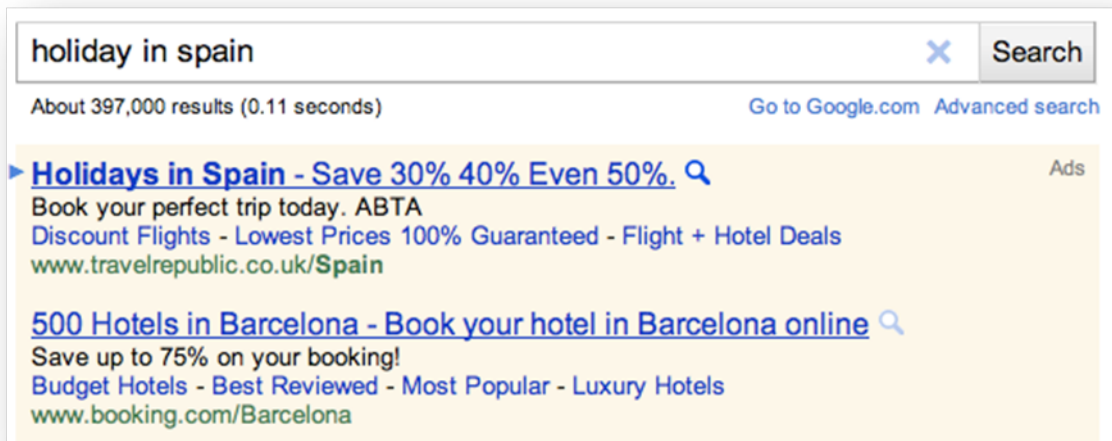 holiday in spain
Search
About 397,000 results (0.11 seconds)
Go to Google.com Advanced search
Holidays in Spain - Save 30% 40% Even 50%.
Ads
Book your perfect trip today. ABTA
Discount Flights - Lowest Prices 100% Guaranteed - Flight + Hotel Deals
www.travelrepublic.co.uk/Spain
500 Hotels in Barcelona - Book your hotel in Barcelona online
Save up to 75% on your booking!
Budget Hotels - Best Reviewed - Most Popular - Luxury Hotels
www.booking.com/Barcelona